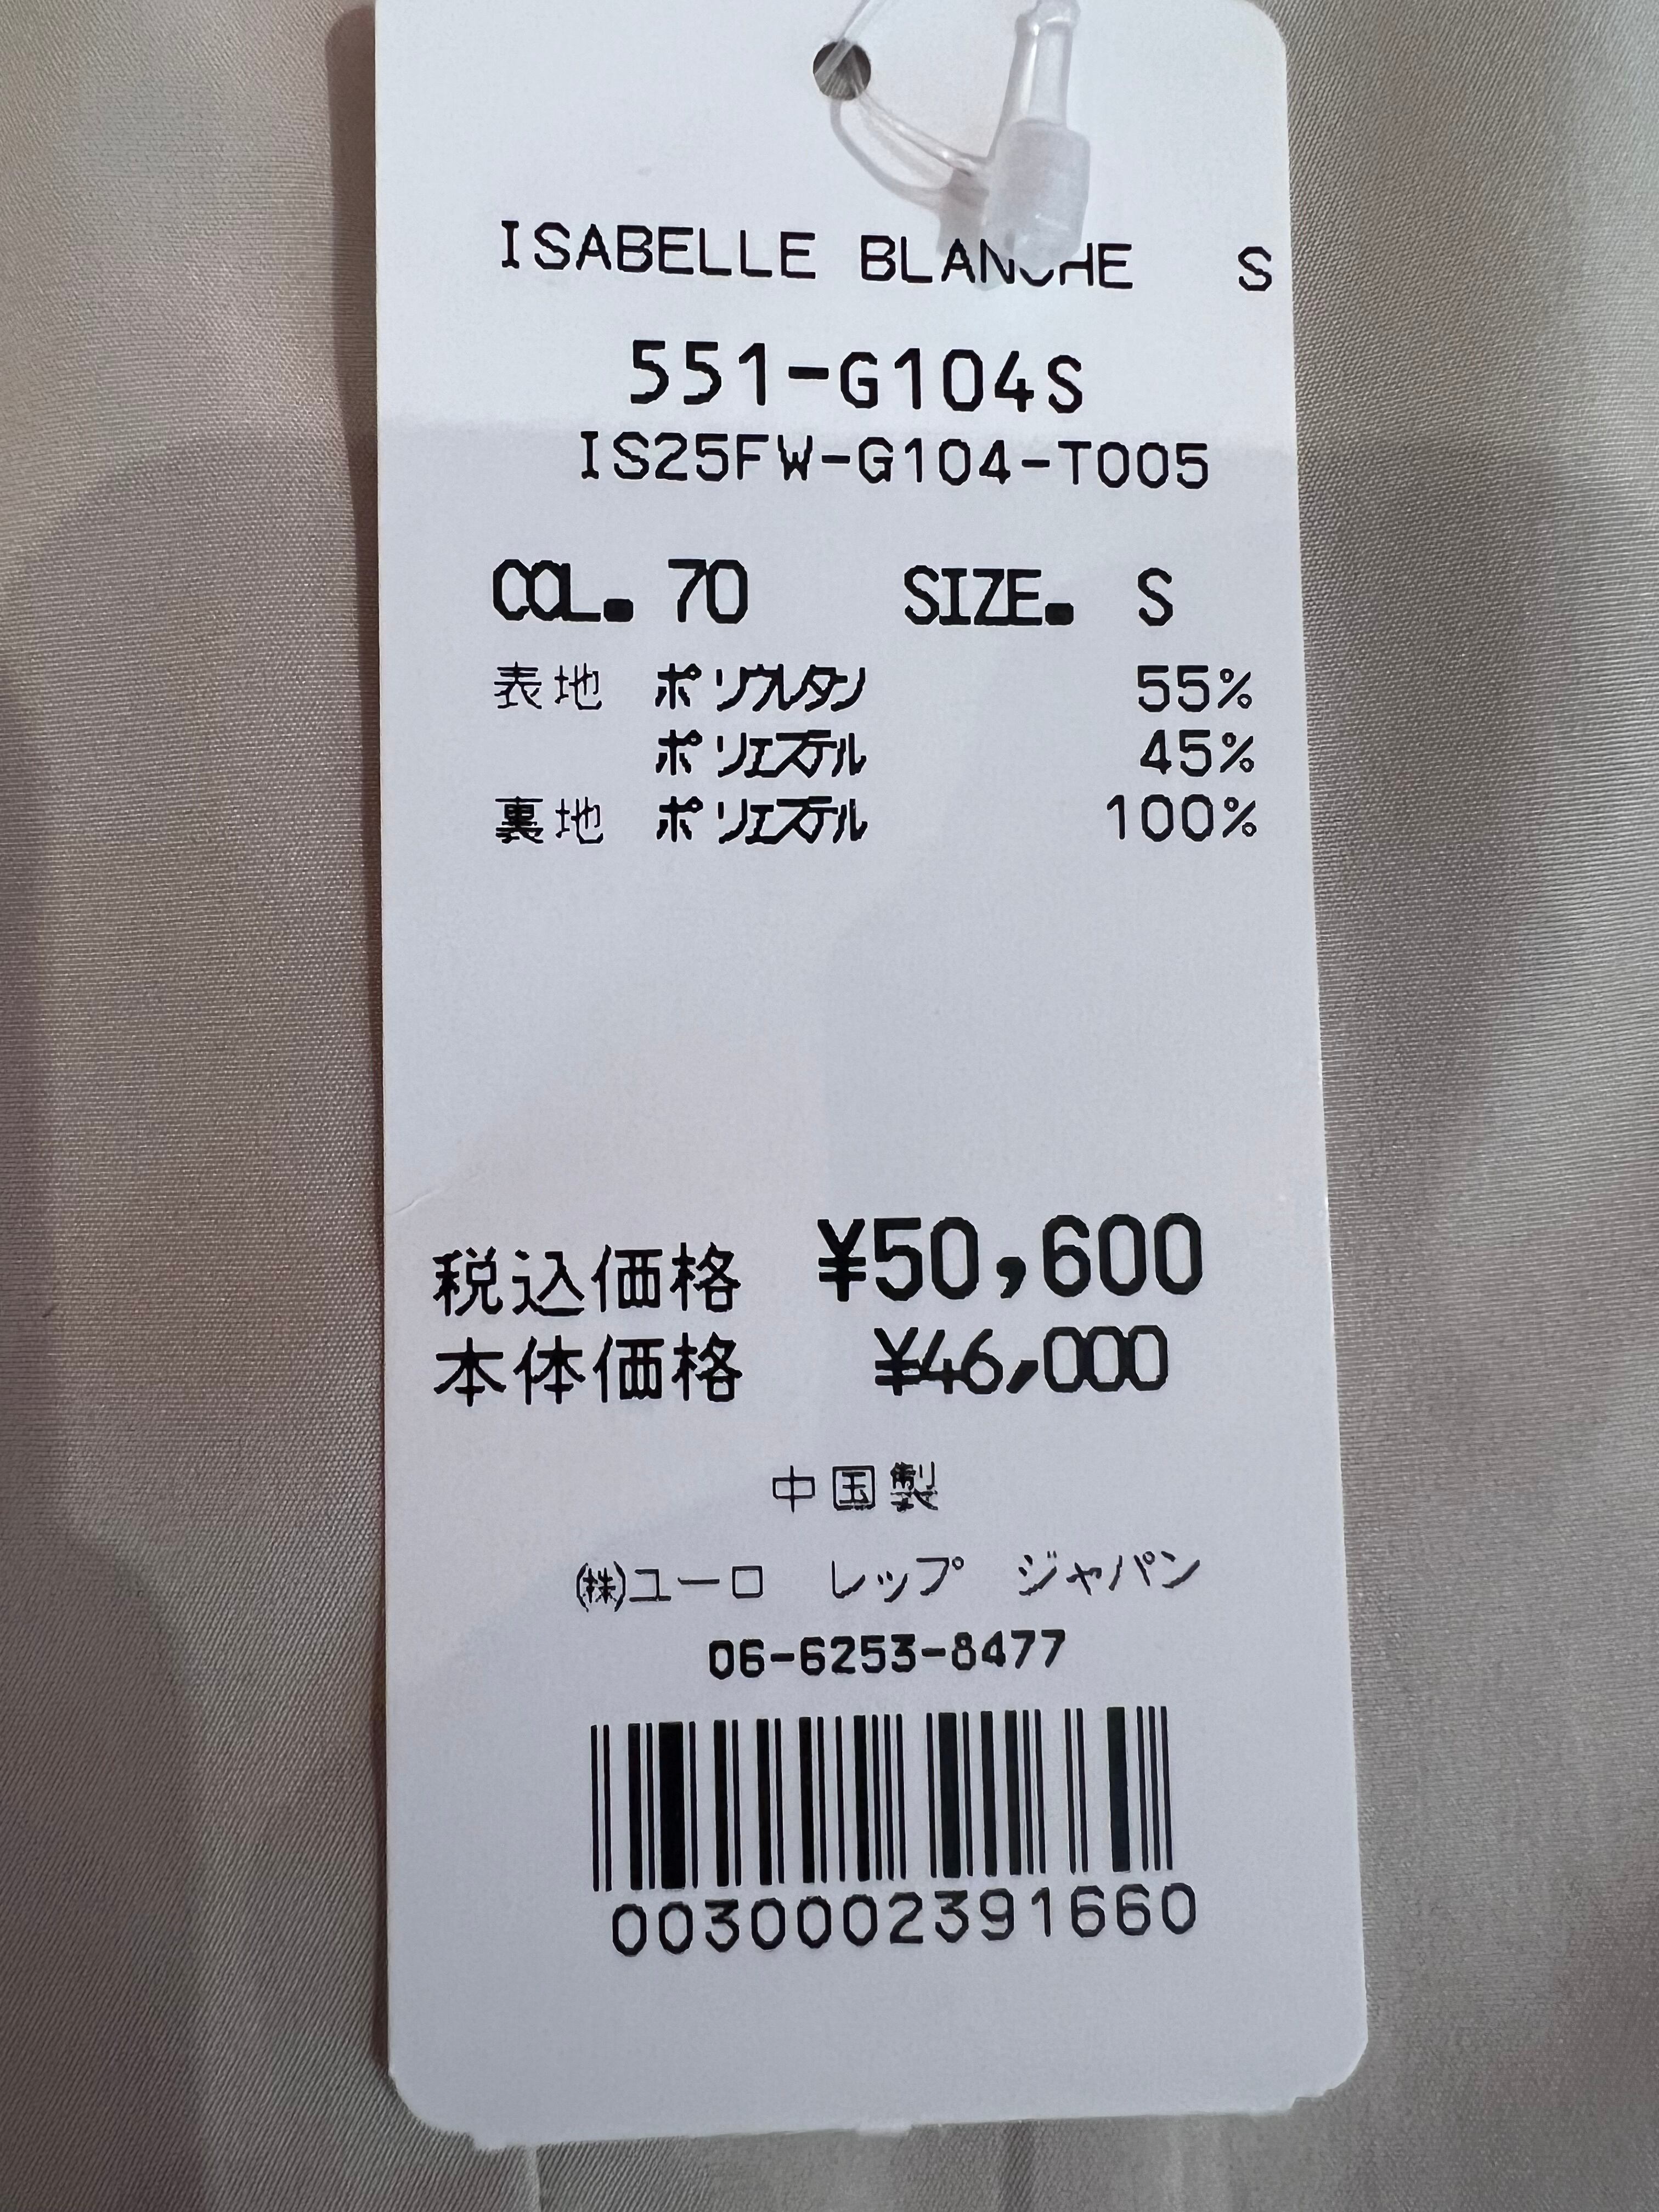 ISABELLE BLANCHE S
551-G104S
IS25FW-G104-T005
COL. 70 SIZE. S
表地 ポリウレタン 55%
ポリエステル 45%
裏地 ポリエステル 100%
税込価格 ¥50,600
本体価格 ¥46,000
中国製
㈱ユーロ レップ ジャパン
06-6253-8477
0030002391660